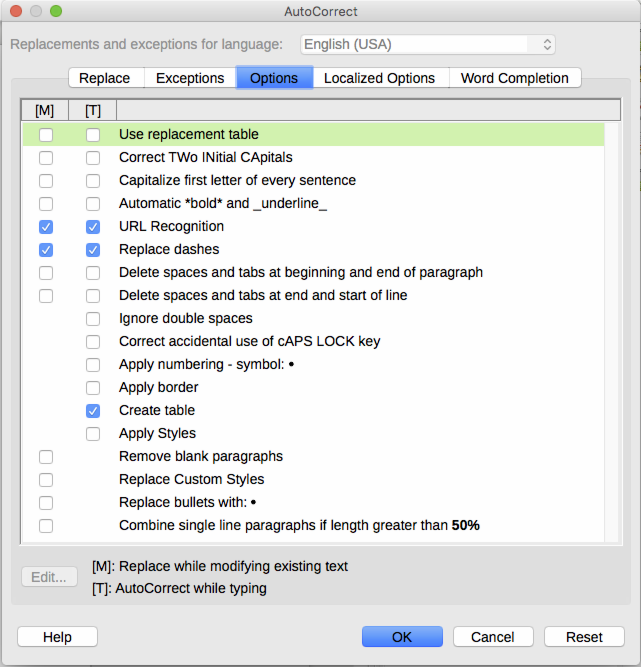 AutoCorrect
Replacements and exceptions for language: English (USA)
Replace Exceptions Options Localized Options Word Completion
[M] [T]
Use replacement table
Correct TWo INitial CApitals
Capitalize first letter of every sentence
Automatic *bold* and _underline_
URL Recognition
Replace dashes
Delete spaces and tabs at beginning and end of paragraph
Delete spaces and tabs at end and start of line
Ignore double spaces
Correct accidental use of cAPS LOCK key
Apply numbering - symbol: •
Apply border
Create table
Apply Styles
Remove blank paragraphs
Replace Custom Styles
Replace bullets with: •
Combine single line paragraphs if length greater than 50%
Edit... [M]: Replace while modifying existing text
[T]: AutoCorrect while typing
Help OK Cancel Reset